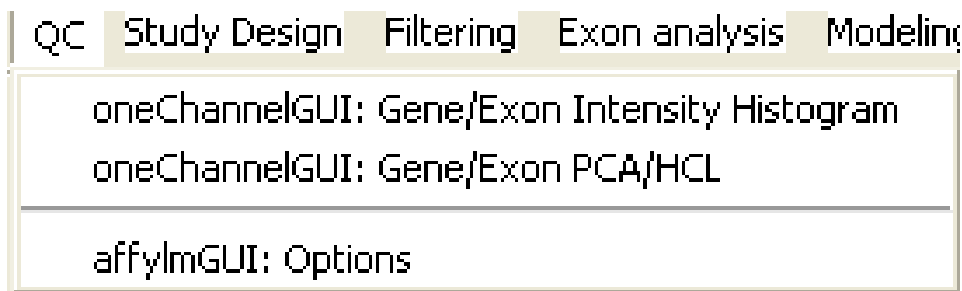 QC Study Design Filtering Exon analysis Modeling
oneChannelGUI: Gene/Exon Intensity Histogram
oneChannelGUI: Gene/Exon PCA/HCL
affylmGUI: Options